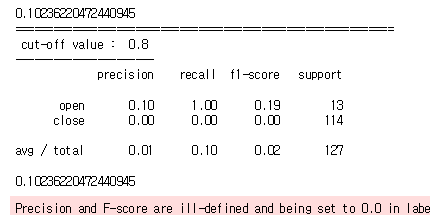 0.10236220472440945
==================================================
cut-off value :  0.8
------------------
precision    recall  f1-score   support
open       0.10      1.00      0.19        13
close       0.00      0.00      0.00       114
avg / total       0.01      0.10      0.02       127
0.10236220472440945
Precision and F-score are ill-defined and being set to 0.0 in labe